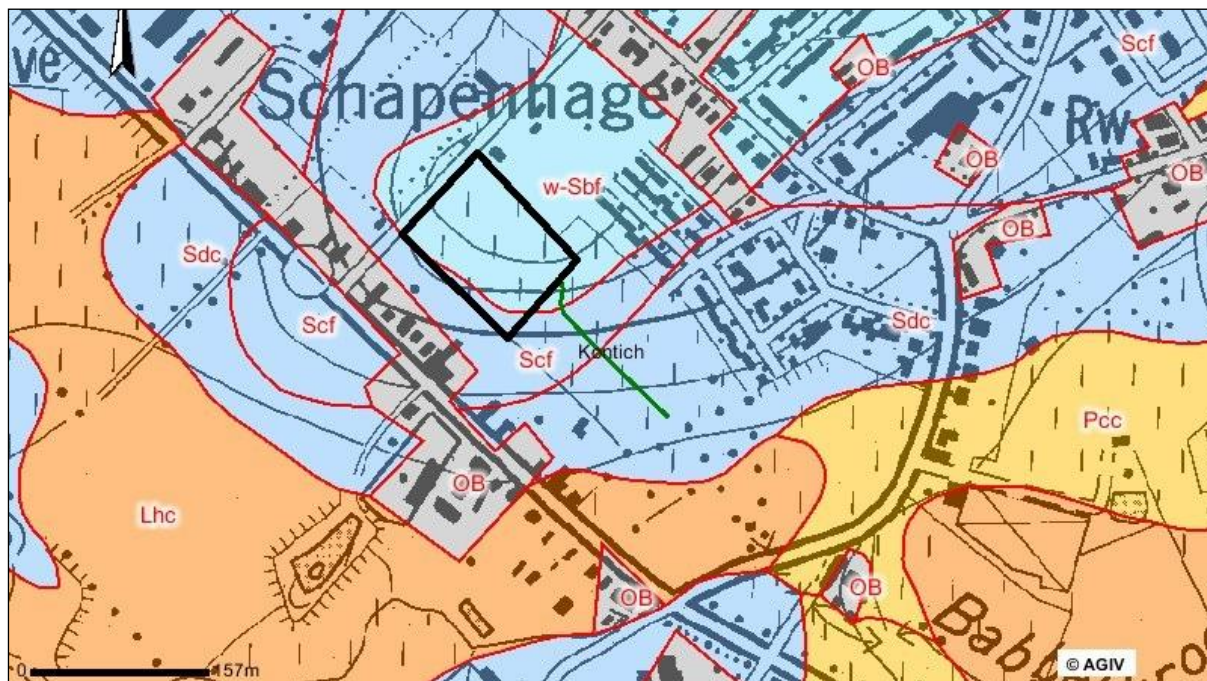 Scf
OB
ve
Schapenhage
Rw
OB
OB
w-Sbf
OB
Sdc
Scf
Sdc
Kontich
Scf
Pcc
OB
Lhc
OB
OB
0
157m
© AGIV